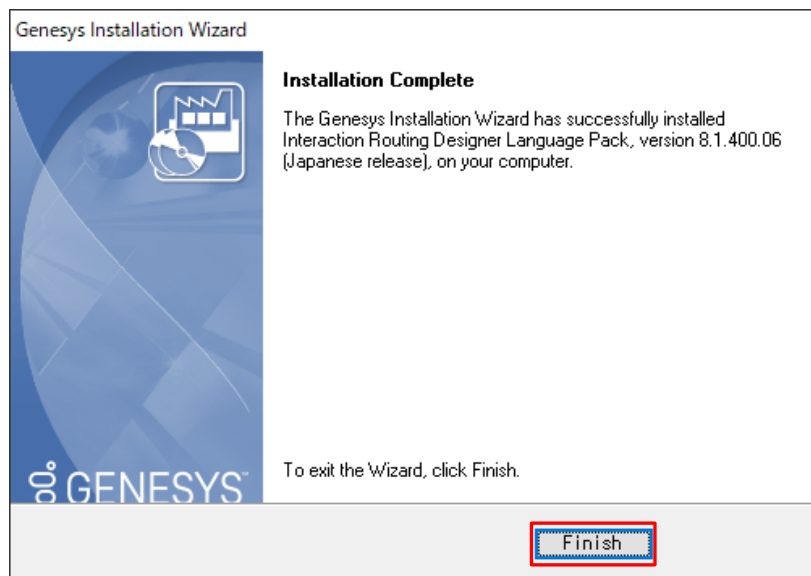 Genesys Installation Wizard
Installation Complete
The Genesys Installation Wizard has successfully installed
Interaction Routing Designer Language Pack, version 8.1.400.06
(Japanese release), on your computer.
To exit the Wizard, click Finish.
GENESYS
Finish